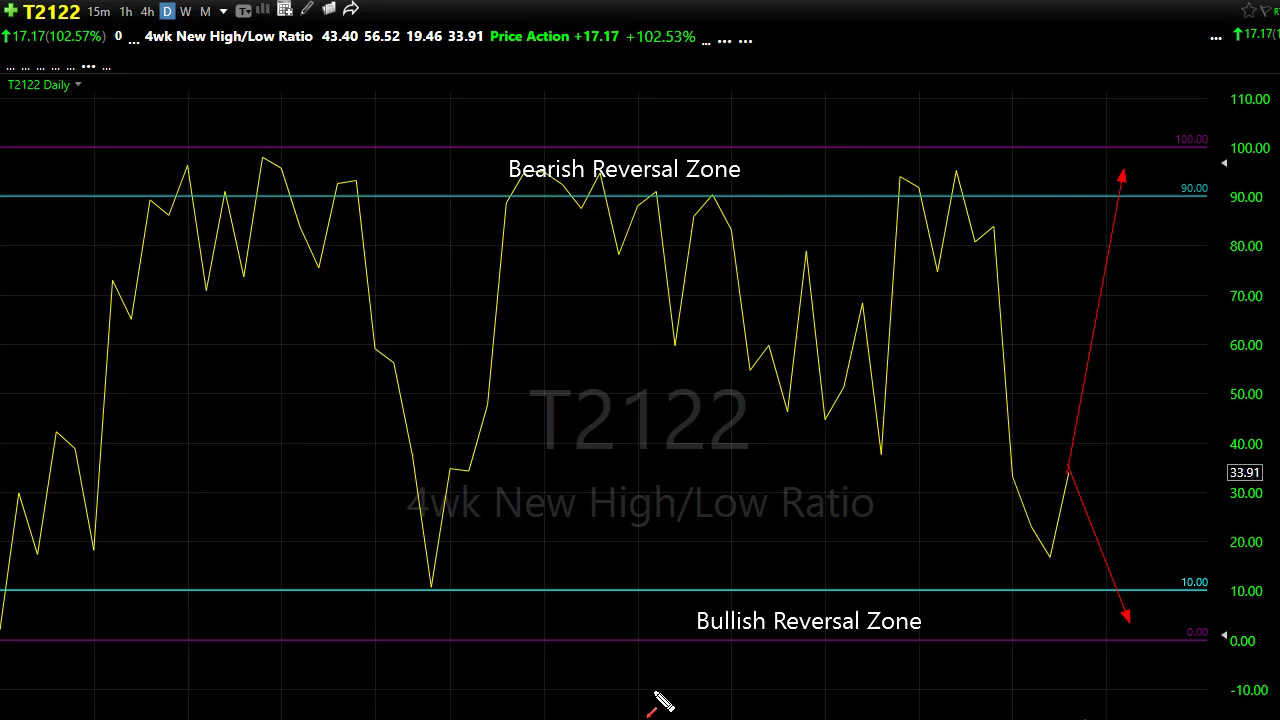 T2122 15m 1h 4h D W M T
17.17(102.57%) 0 ... 4wk New High/Low Ratio 43.40 56.52 19.46 33.91 Price Action +17.17 +102.53% ... ... ... ... 17.17(1
... ... ... ... ... ... ...
T2122 Daily
110.00
100.00
100.00
Bearish Reversal Zone
90.00
90.00
80.00
70.00
60.00
50.00
T2122
40.00
33.91
4wk New High/Low Ratio
30.00
20.00
10.00
10.00
Bullish Reversal Zone
0.00
0.00
-10.00